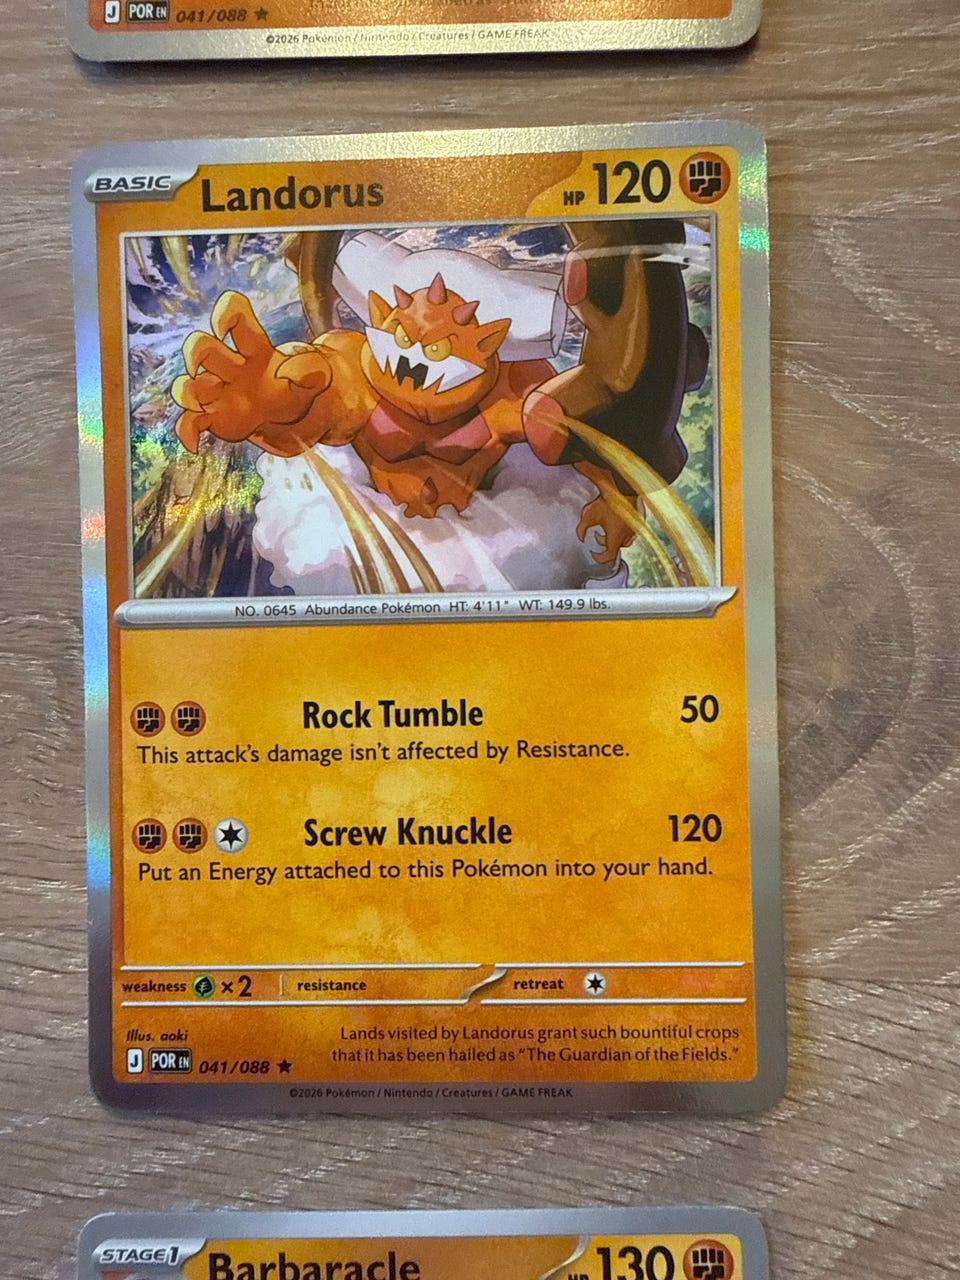 J POR EN 041/088 ★
©2026 Pokémon / Nintendo / Creatures / GAME FREAK
BASIC Landorus HP 120
NO. 0645 Abundance Pokémon HT: 4'11" WT: 149.9 lbs.
Rock Tumble 50
This attack's damage isn't affected by Resistance.
Screw Knuckle 120
Put an Energy attached to this Pokémon into your hand.
weakness ×2 resistance retreat
Illus. aoki
Lands visited by Landorus grant such bountiful crops
that it has been hailed as "The Guardian of the Fields."
J POR EN 041/088 ★
©2026 Pokémon / Nintendo / Creatures / GAME FREAK
STAGE 1 Barbaracle HP 130